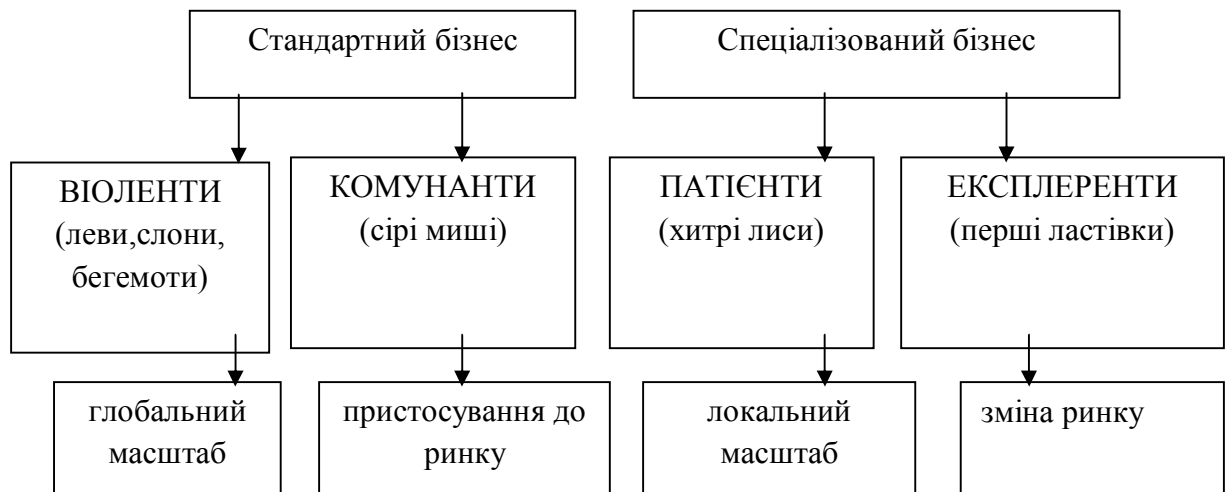 Стандартний бізнес
Спеціалізований бізнес
ВІОЛЕНТИ
(леви,слони,
бегемоти)
КОМУНАНТИ
(сірі миші)
ПАТІЄНТИ
(хитрі лиси)
ЕКСПЛЕРЕНТИ
(перші ластівки)
глобальний
масштаб
пристосування до
ринку
локальний
масштаб
зміна ринку